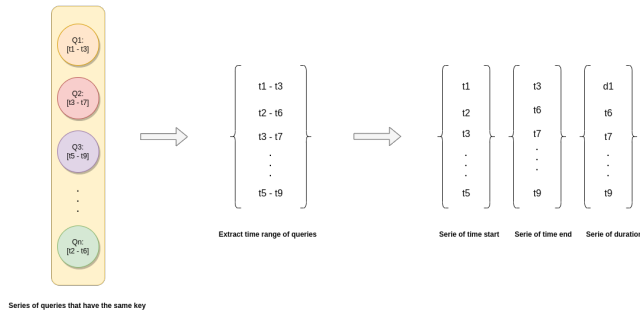 Q1:
[t1 - t3]
Q2:
[t3 - t7]
Q3:
[t5 - t9]
.
.
.
Qn:
[t2 - t6]
Series of queries that have the same key
t1 - t3
t2 - t6
t3 - t7
.
.
.
t5 - t9
Extract time range of queries
t1
t2
t3
.
.
.
t5
Serie of time start
t3
t6
t7
.
.
.
t9
Serie of time end
d1
t6
t7
.
.
.
t9
Serie of duration